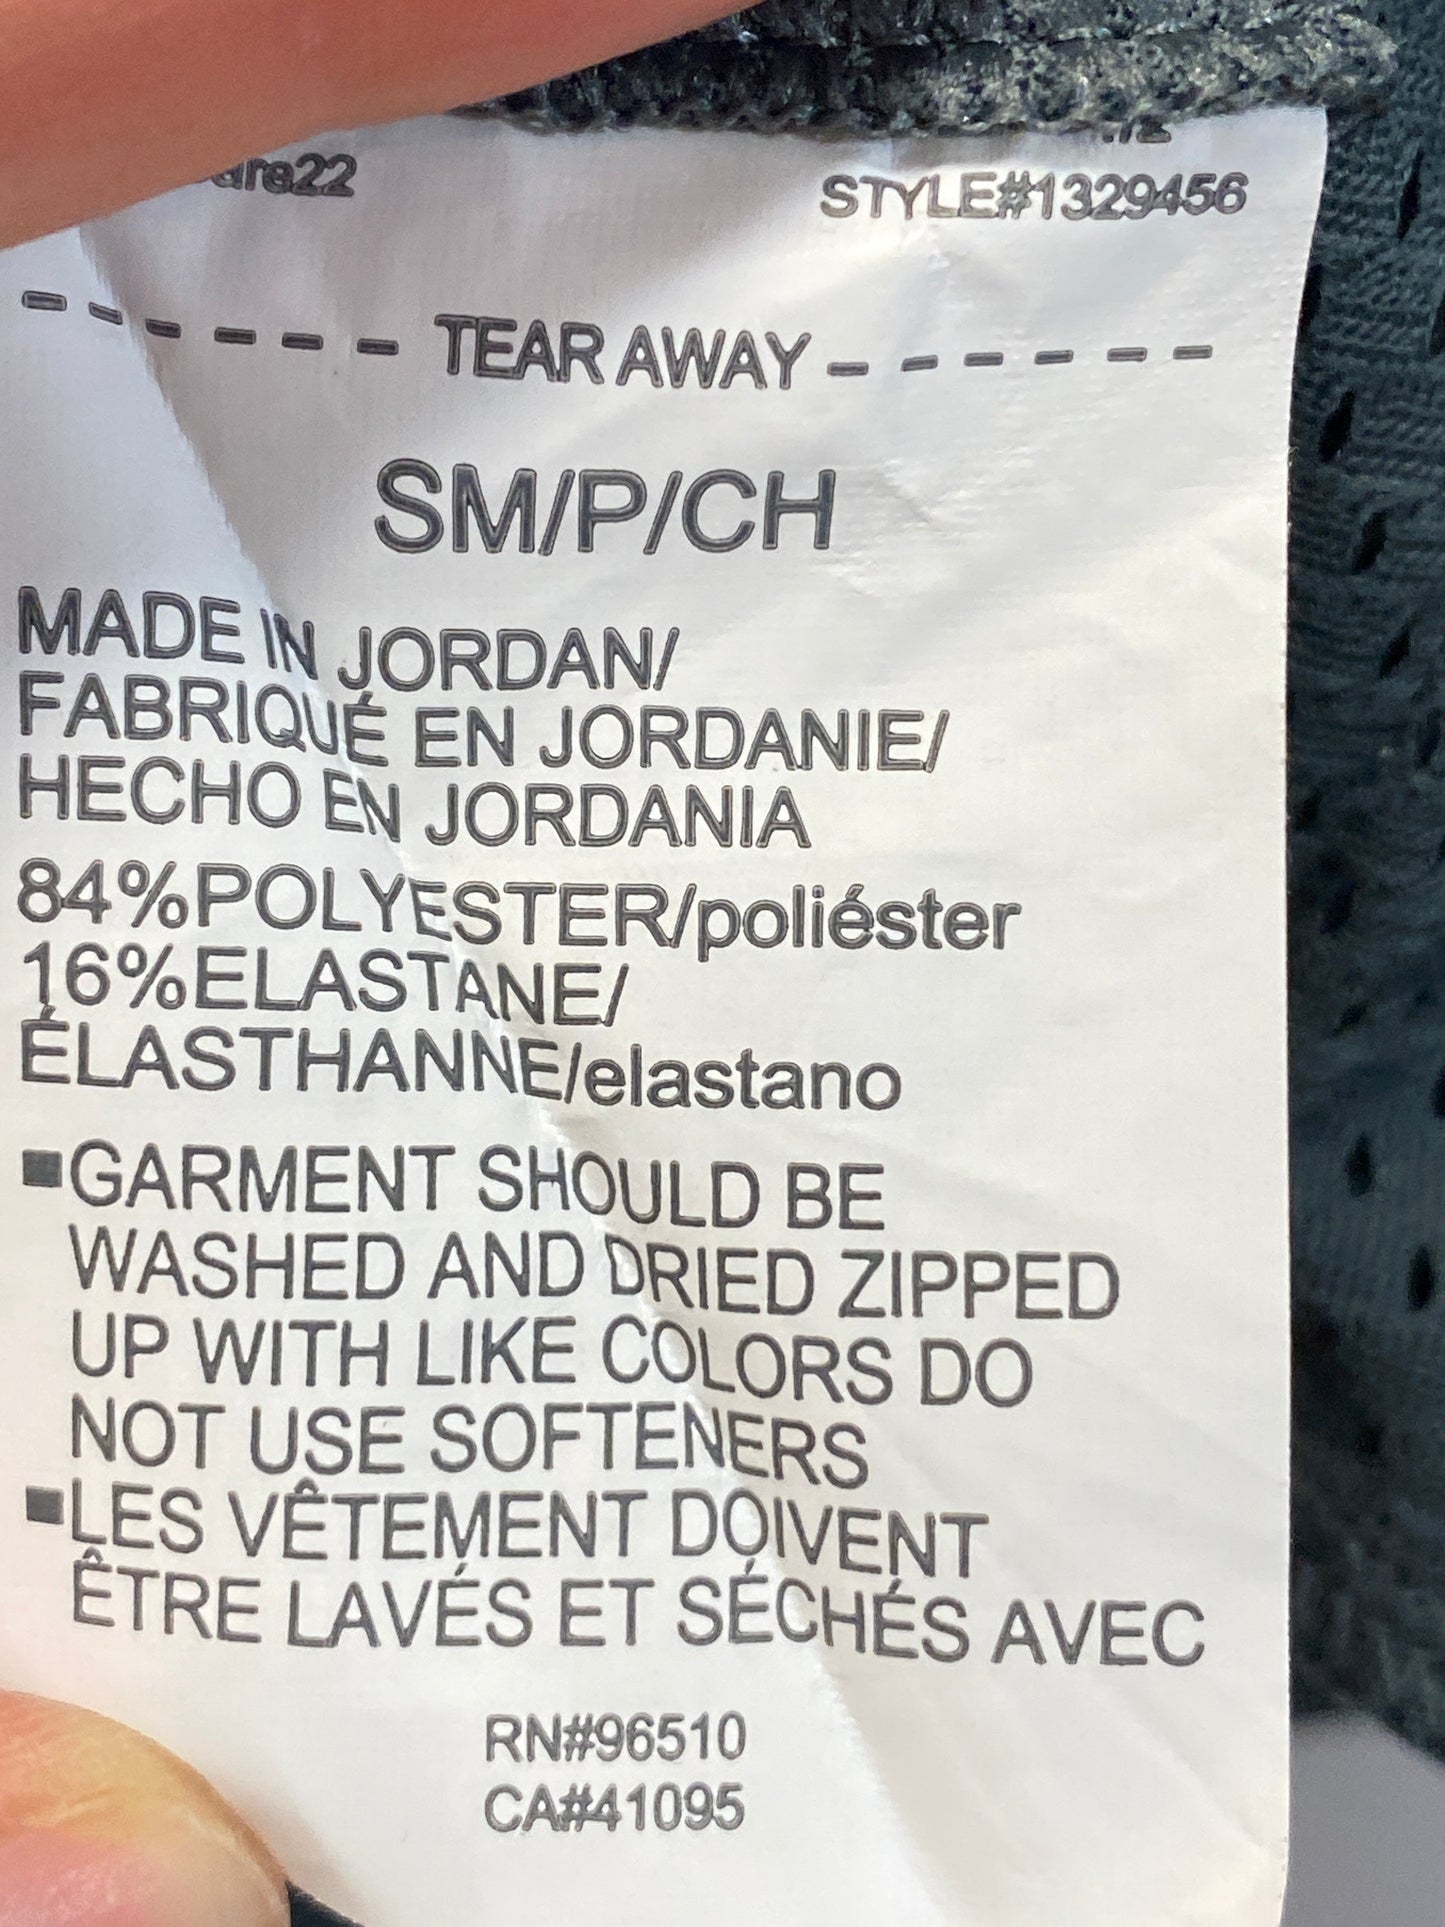 STYLE#1329456
- - - - - - TEAR AWAY - - - - - -
SM/P/CH
MADE IN JORDAN/
FABRIQUÉ EN JORDANIE/
HECHO EN JORDANIA
84%POLYESTER/poliéster
16%ELASTANE/
ÉLASTHANNE/elastano
▪GARMENT SHOULD BE
WASHED AND DRIED ZIPPED
UP WITH LIKE COLORS DO
NOT USE SOFTENERS
▪LES VÊTEMENT DOIVENT
ÊTRE LAVÉS ET SÉCHÉS AVEC
RN#96510
CA#41095